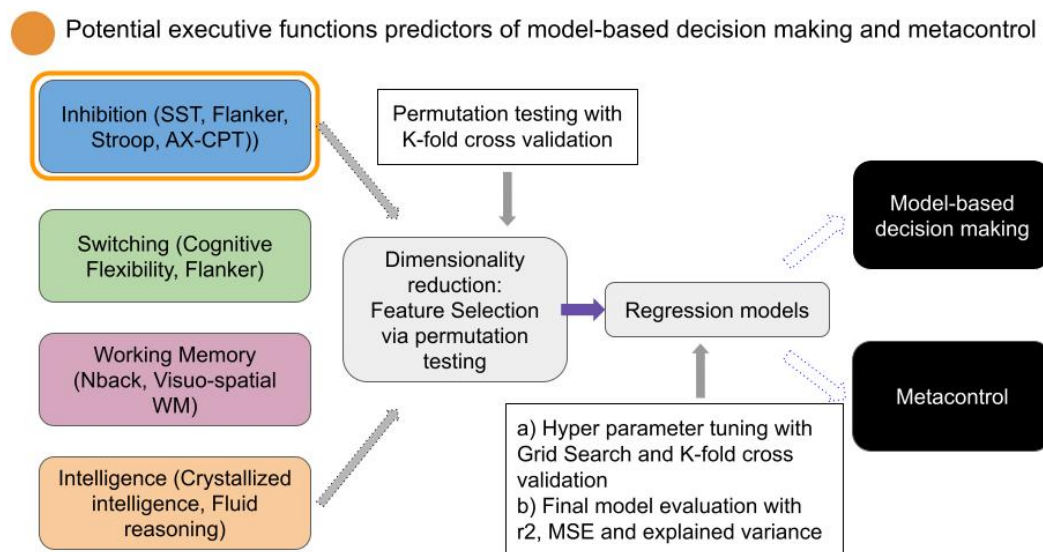 Potential executive functions predictors of model-based decision making and metacontrol
Inhibition (SST, Flanker,
Stroop, AX-CPT))
Permutation testing with
K-fold cross validation
Switching (Cognitive
Flexibility, Flanker)
Dimensionality
reduction:
Feature Selection
via permutation
testing
Regression models
Model-based
decision making
Working Memory
(Nback, Visuo-spatial
WM)
Metacontrol
Intelligence (Crystallized
intelligence, Fluid
reasoning)
a) Hyper parameter tuning with
Grid Search and K-fold cross
validation
b) Final model evaluation with
r2, MSE and explained variance